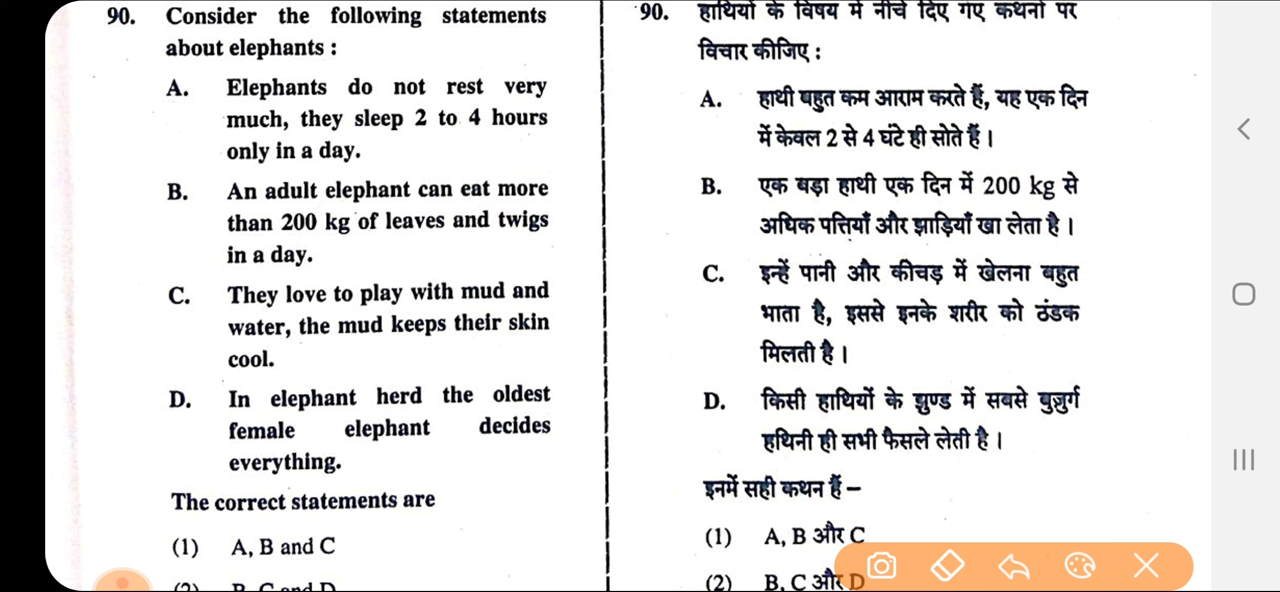 90. Consider the following statements
about elephants :
A. Elephants do not rest very
much, they sleep 2 to 4 hours
only in a day.
B. An adult elephant can eat more
than 200 kg of leaves and twigs
in a day.
C. They love to play with mud and
water, the mud keeps their skin
cool.
D. In elephant herd the oldest
female elephant decides
everything.
The correct statements are
(1) A, B and C
(2) B, C and D
90. हाथियों के विषय में नीचे दिए गए कथनों पर
विचार कीजिए :
A. हाथी बहुत कम आराम करते हैं, यह एक दिन
में केवल 2 से 4 घंटे ही सोते हैं।
B. एक बड़ा हाथी एक दिन में 200 kg से
अधिक पत्तियाँ और झाड़ियाँ खा लेता है।
C. इन्हें पानी और कीचड़ में खेलना बहुत
भाता है, इससे इनके शरीर को ठंडक
मिलती है।
D. किसी हाथियों के झुण्ड में सबसे बुज़ुर्ग
हथिनी ही सभी फैसले लेती है।
इनमें सही कथन हैं –
(1) A, B और C
(2) B, C और D